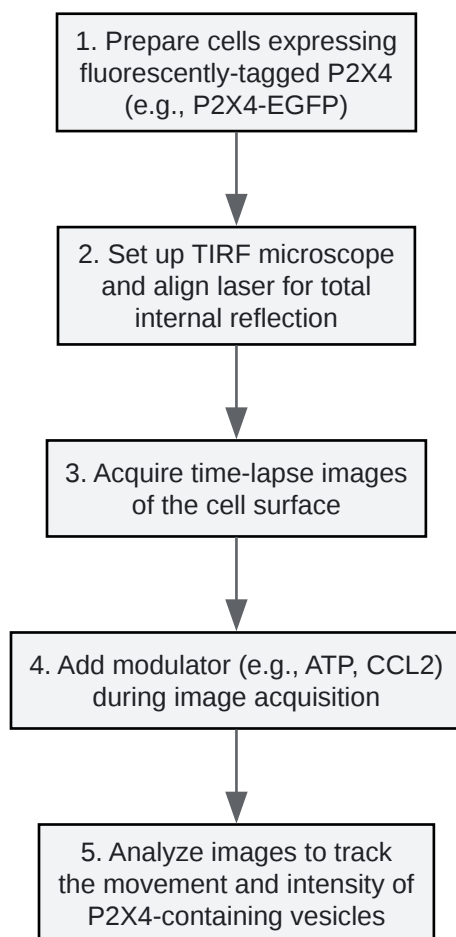 1. Prepare cells expressing
fluorescently-tagged P2X4
(e.g., P2X4-EGFP)
2. Set up TIRF microscope
and align laser for total
internal reflection
3. Acquire time-lapse images
of the cell surface
4. Add modulator (e.g., ATP, CCL2)
during image acquisition
5. Analyze images to track
the movement and intensity of
P2X4-containing vesicles